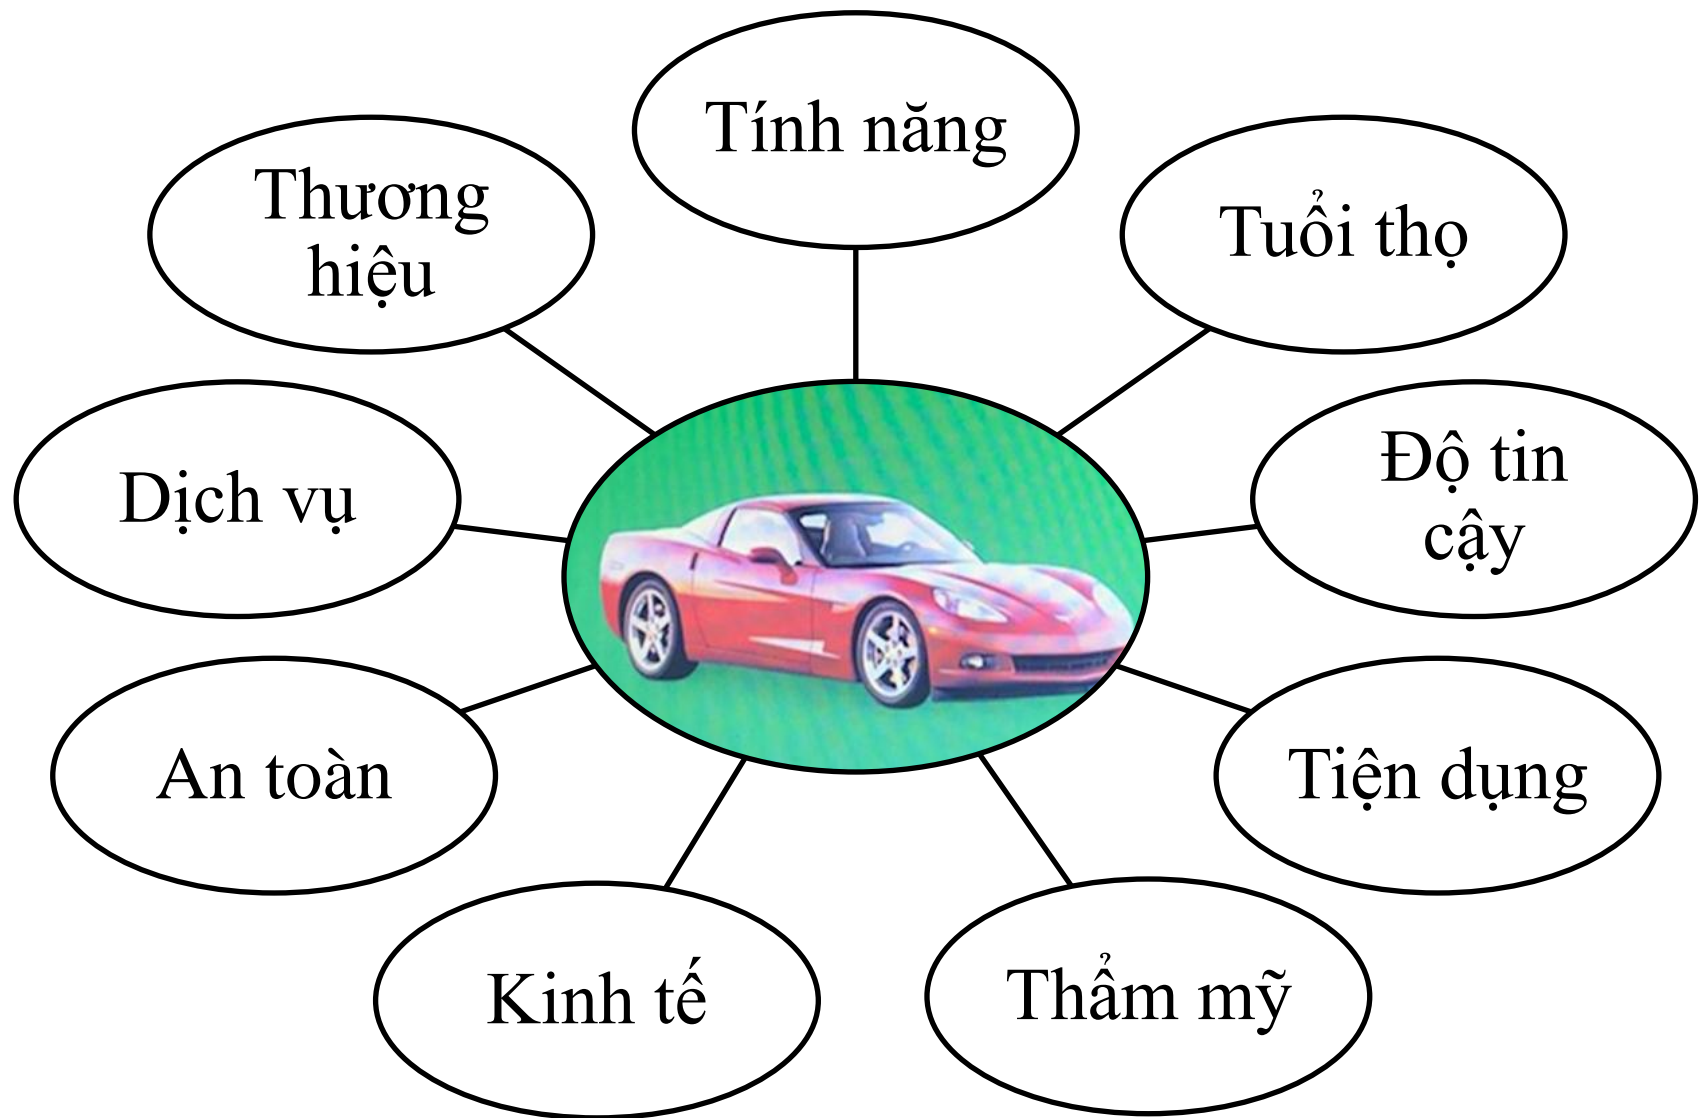 Tính năng
Thương
hiệu
Tuổi thọ
Dịch vụ
Độ tin
cậy
An toàn
Tiện dụng
Kinh tế
Thẩm mỹ